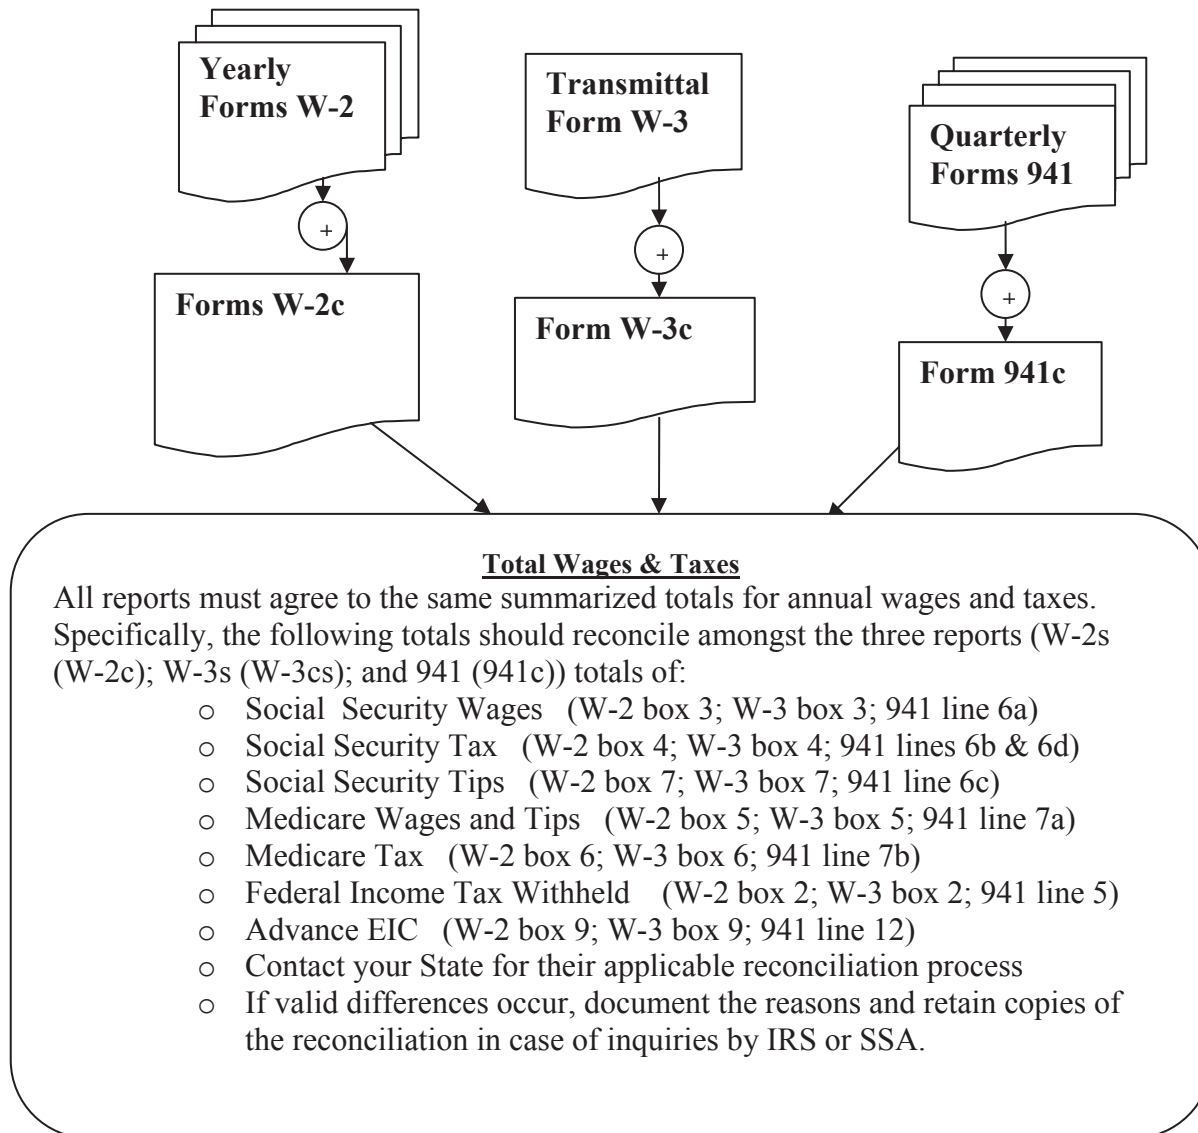 Yearly
Forms W-2
Transmittal
Form W-3
Quarterly
Forms 941
+
+
+
Forms W-2c
Form W-3c
Form 941c
Total Wages & Taxes
All reports must agree to the same summarized totals for annual wages and taxes.
Specifically, the following totals should reconcile amongst the three reports (W-2s
(W-2c); W-3s (W-3cs); and 941 (941c)) totals of:
o Social  Security Wages   (W-2 box 3; W-3 box 3; 941 line 6a)
o Social Security Tax   (W-2 box 4; W-3 box 4; 941 lines 6b & 6d)
o Social Security Tips   (W-2 box 7; W-3 box 7; 941 line 6c)
o Medicare Wages and Tips   (W-2 box 5; W-3 box 5; 941 line 7a)
o Medicare Tax   (W-2 box 6; W-3 box 6; 941 line 7b)
o Federal Income Tax Withheld    (W-2 box 2; W-3 box 2; 941 line 5)
o Advance EIC   (W-2 box 9; W-3 box 9; 941 line 12)
o Contact your State for their applicable reconciliation process
o If valid differences occur, document the reasons and retain copies of
the reconciliation in case of inquiries by IRS or SSA.